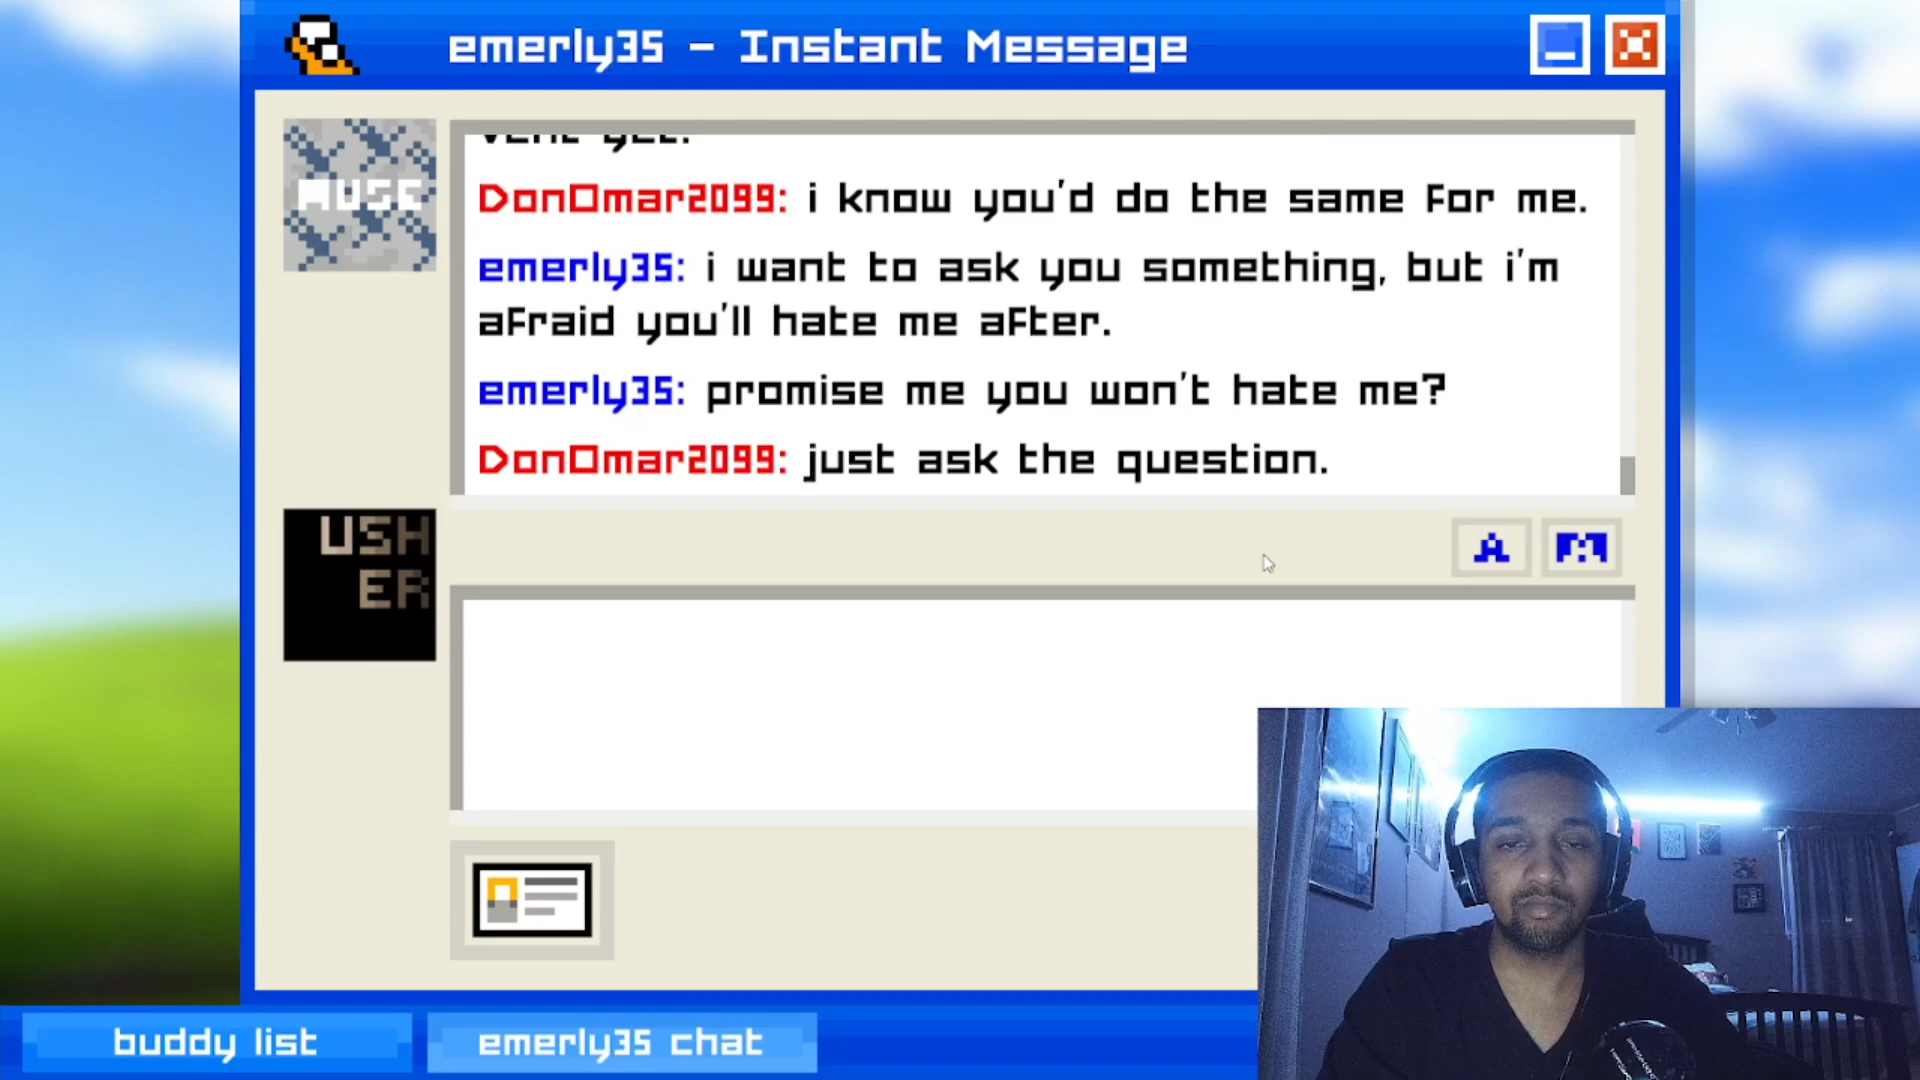 emerly35 - Instant Message
MUSE
DonOmar2099: i know you'd do the same for me.
emerly35: i want to ask you something, but i'm
afraid you'll hate me after.
emerly35: promise me you won't hate me?
DonOmar2099: just ask the question.
USH
ER
A
buddy list
emerly35 chat